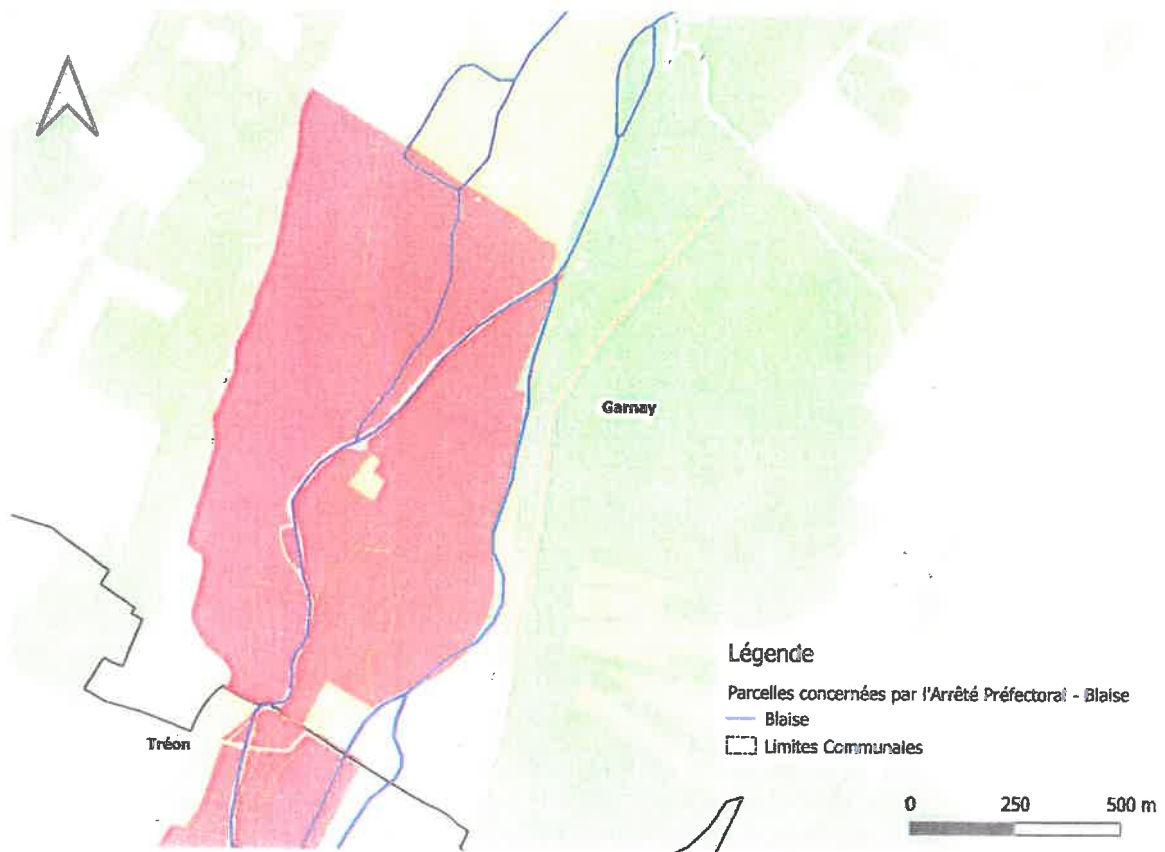 Garnay
Tréon
Légende
Parcelles concernées par l'Arrêté Préfectoral - Blaise
Blaise
Limites Communales
0 250 500 m